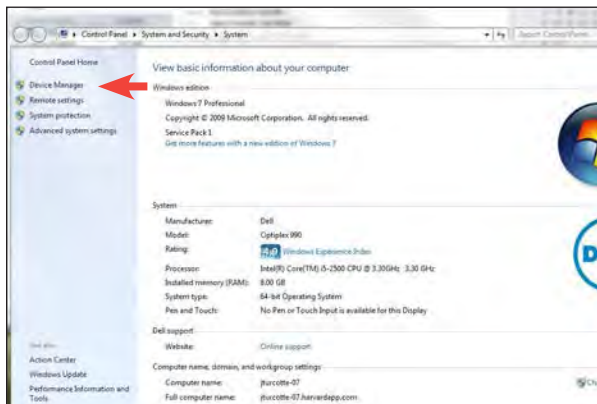 Control Panel ▸ System and Security ▸ System
Search Control Panel
Control Panel Home
Device Manager
Remote settings
System protection
Advanced system settings
See also
Action Center
Windows Update
Performance Information and
Tools
View basic information about your computer
Windows edition
Windows 7 Professional
Copyright © 2009 Microsoft Corporation. All rights reserved.
Service Pack 1
Get more features with a new edition of Windows 7
System
Manufacturer: Dell
Model: Optiplex 990
Rating: 4.9 Windows Experience Index
Processor: Intel(R) Core(TM) i5-2500 CPU @ 3.30GHz 3.30 GHz
Installed memory (RAM): 8.00 GB
System type: 64-bit Operating System
Pen and Touch: No Pen or Touch Input is available for this Display
Dell support
Website: Online support
Computer name, domain, and workgroup settings
Computer name: jturcotte-07
Full computer name: jturcotte-07.harvardapp.com